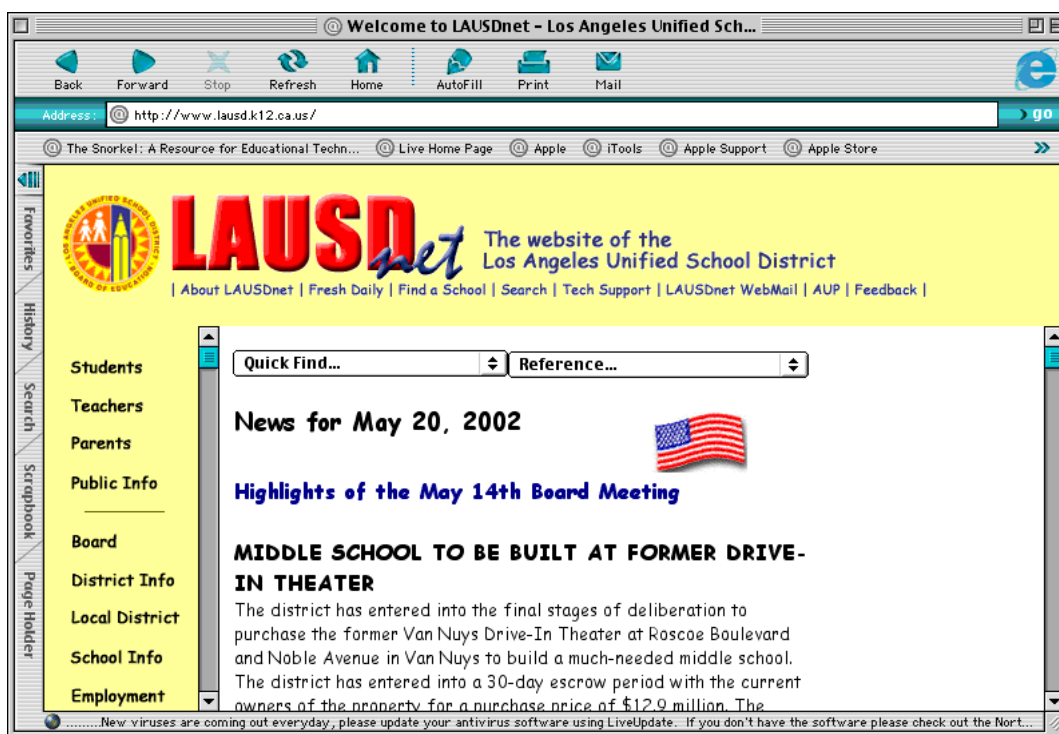 Welcome to LAUSDnet - Los Angeles Unified Sch...
Back Forward Stop Refresh Home AutoFill Print Mail
Address: http://www.lausd.k12.ca.us/ go
The Snorkel: A Resource for Educational Techn... Live Home Page Apple iTools Apple Support Apple Store
Favorites
History
Search
Scrapbook
Page Holder
LOS ANGELES UNIFIED SCHOOL DISTRICT
BOARD OF EDUCATION
LAUSDnet
The website of the
Los Angeles Unified School District
| About LAUSDnet | Fresh Daily | Find a School | Search | Tech Support | LAUSDnet WebMail | AUP | Feedback |
Students
Teachers
Parents
Public Info
Board
District Info
Local District
School Info
Employment
Quick Find... Reference...
News for May 20, 2002
Highlights of the May 14th Board Meeting
MIDDLE SCHOOL TO BE BUILT AT FORMER DRIVE-
IN THEATER
The district has entered into the final stages of deliberation to
purchase the former Van Nuys Drive-In Theater at Roscoe Boulevard
and Noble Avenue in Van Nuys to build a much-needed middle school.
The district has entered into a 30-day escrow period with the current
owners of the property for a purchase price of $12.9 million. The
.........New viruses are coming out everyday, please update your antivirus software using LiveUpdate. If you don't have the software please check out the Nort...